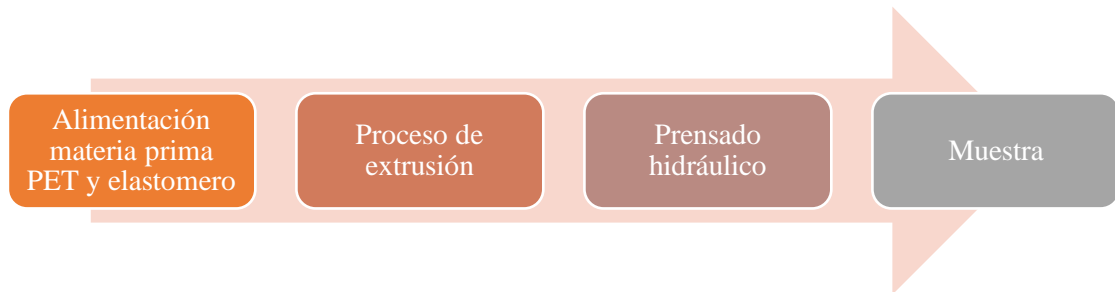 Alimentación
materia prima
PET y elastomero
Proceso de
extrusión
Prensado
hidráulico
Muestra